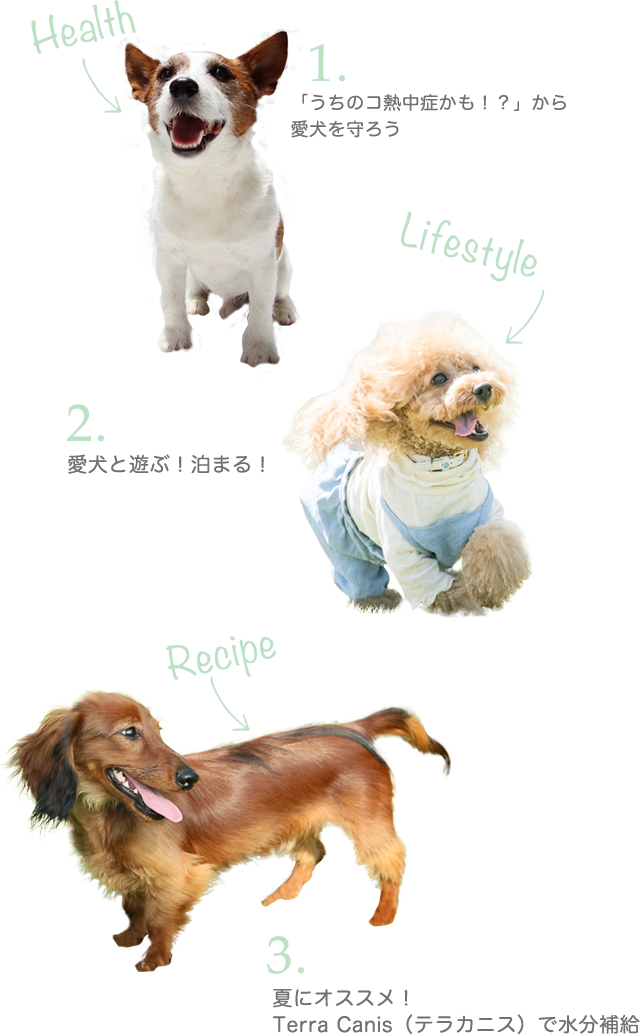 Health
1.
「うちのコ熱中症かも！？」から
愛犬を守ろう
Lifestyle
2.
愛犬と遊ぶ！泊まる！
Recipe
3.
夏にオススメ！
Terra Canis（テラカニス）で水分補給